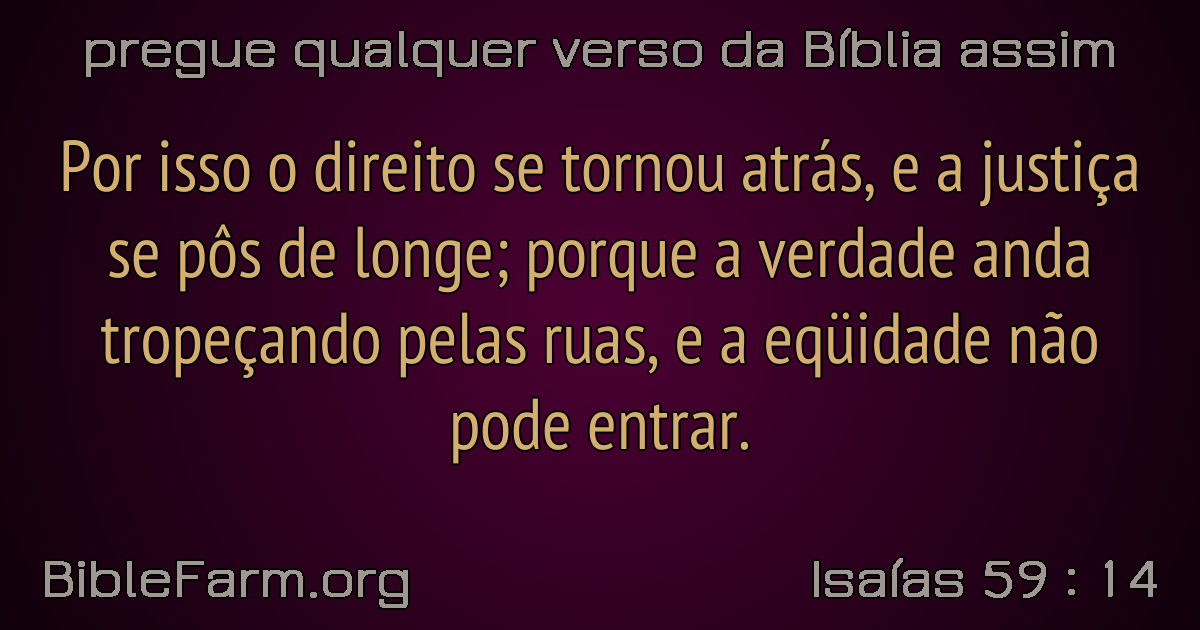 pregue qualquer verso da Bíblia assim
Por isso o direito se tornou atrás, e a justiça
se pôs de longe; porque a verdade anda
tropeçando pelas ruas, e a eqüidade não
pode entrar.
BibleFarm.org
Isaías 59 : 14